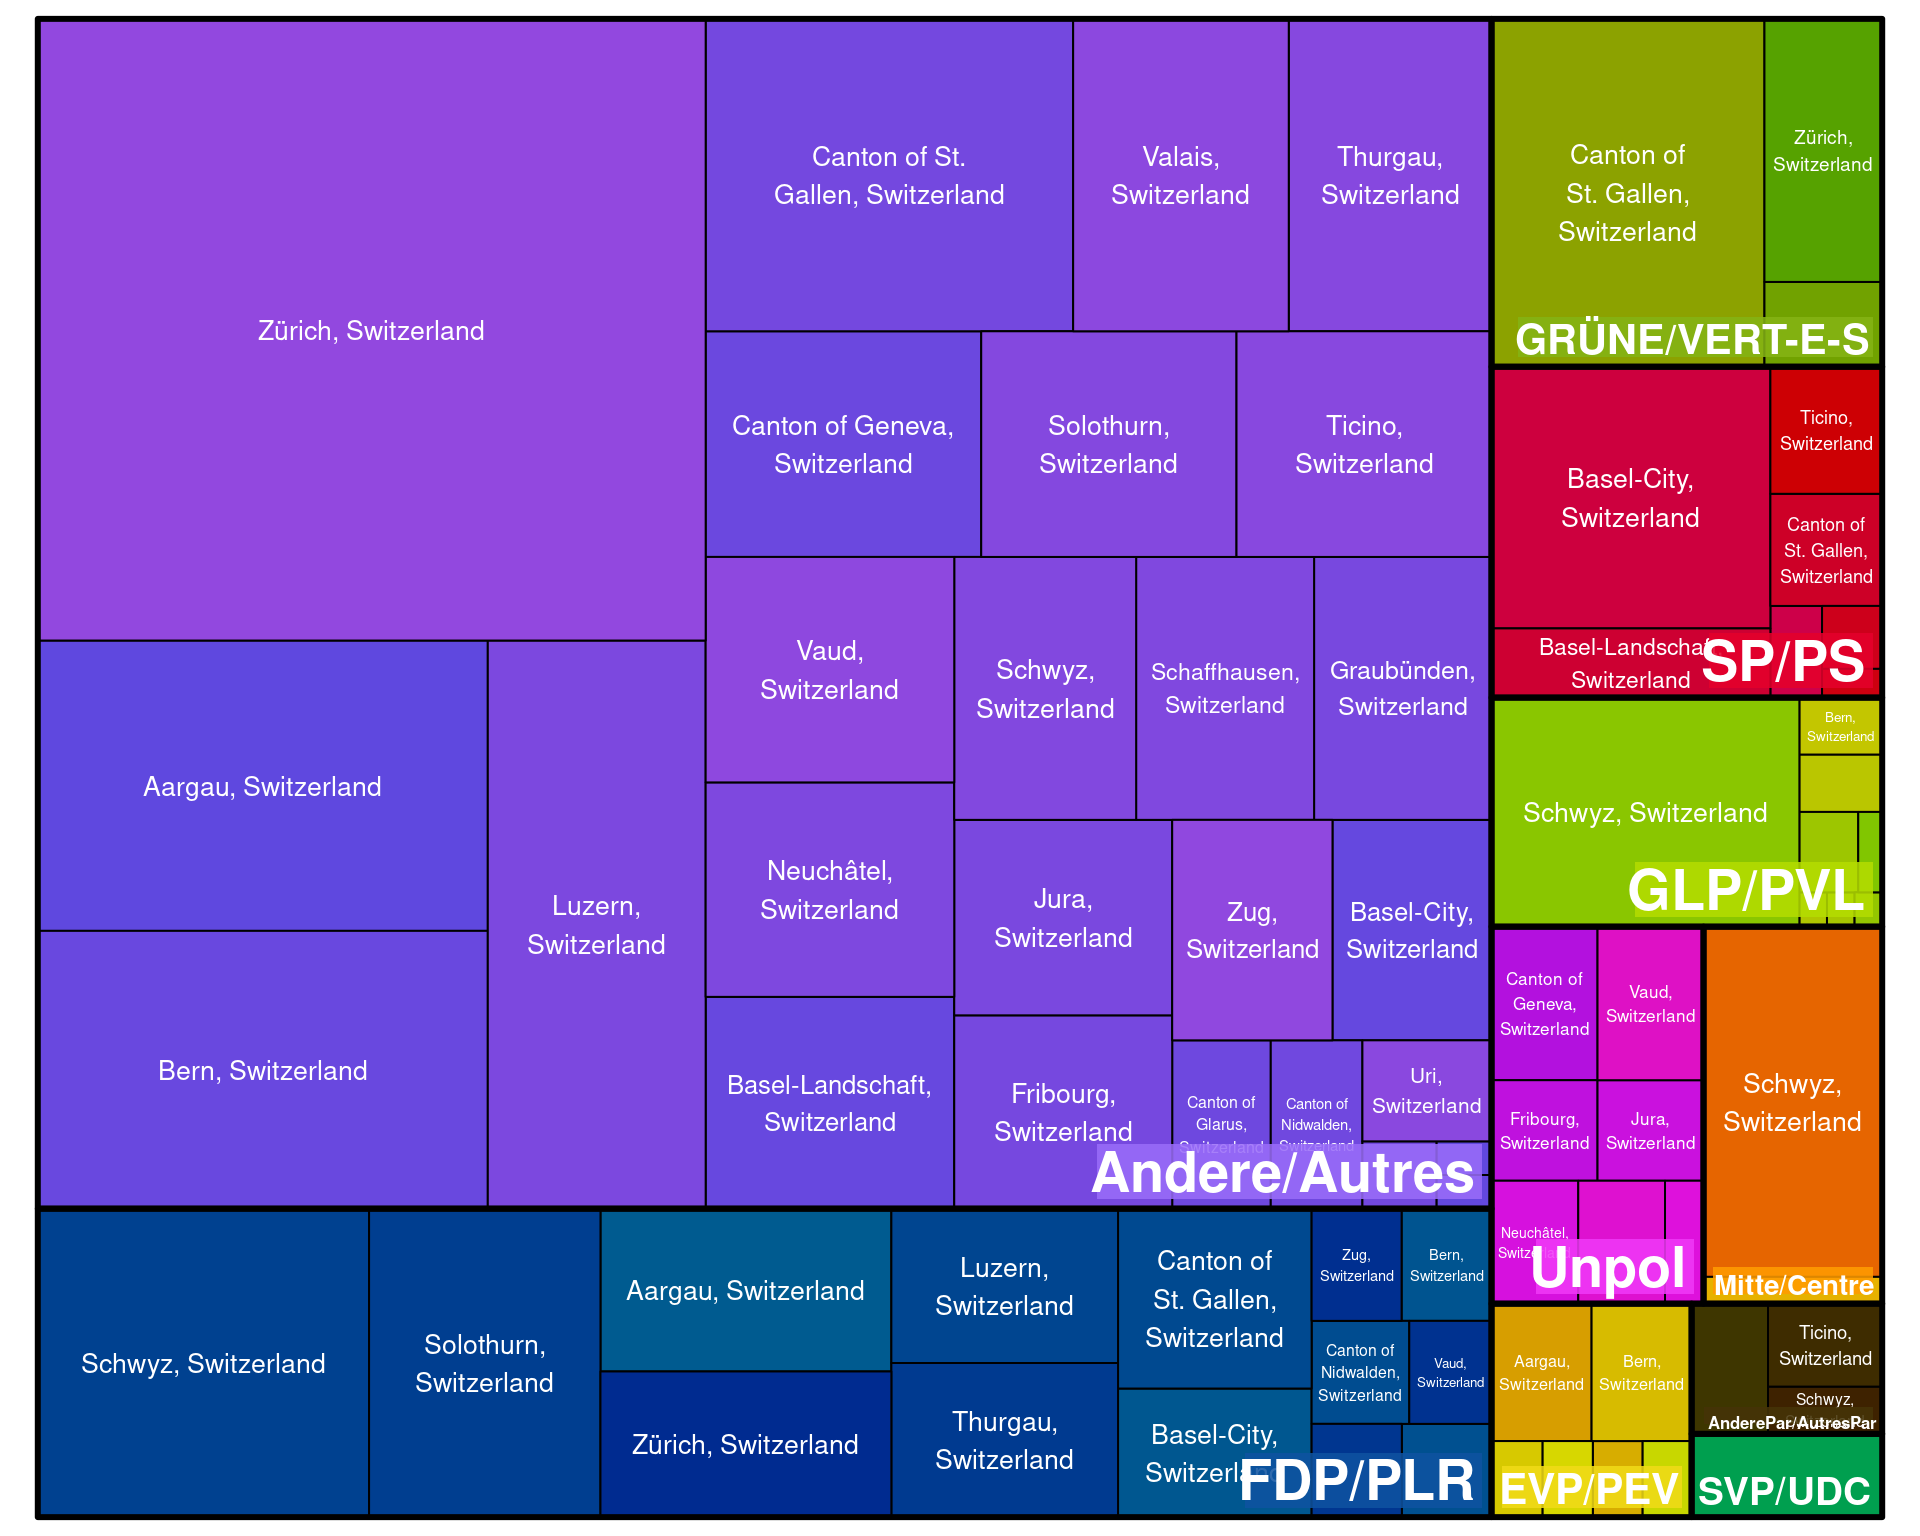 Zürich, Switzerland
Aargau, Switzerland
Bern, Switzerland
Luzern,
Switzerland
Canton of St.
Gallen, Switzerland
Valais,
Switzerland
Thurgau,
Switzerland
Canton of Geneva,
Switzerland
Solothurn,
Switzerland
Ticino,
Switzerland
Vaud,
Switzerland
Neuchâtel,
Switzerland
Basel-Landschaft,
Switzerland
Schwyz,
Switzerland
Schaffhausen,
Switzerland
Graubünden,
Switzerland
Jura,
Switzerland
Fribourg,
Switzerland
Zug,
Switzerland
Basel-City,
Switzerland
Canton of
Glarus,
Switzerland
Canton of
Nidwalden,
Switzerland
Uri,
Switzerland
Andere/Autres
Schwyz, Switzerland
Solothurn,
Switzerland
Aargau, Switzerland
Zürich, Switzerland
Luzern,
Switzerland
Thurgau,
Switzerland
Canton of
St. Gallen,
Switzerland
Basel-City,
Switzerland
Zug,
Switzerland
Bern,
Switzerland
Canton of
Nidwalden,
Switzerland
Vaud,
Switzerland
FDP/PLR
Canton of
St. Gallen,
Switzerland
Zürich,
Switzerland
GRÜNE/VERT-E-S
Basel-City,
Switzerland
Basel-Landschaft,
Switzerland
Ticino,
Switzerland
Canton of
St. Gallen,
Switzerland
SP/PS
Schwyz, Switzerland
Bern,
Switzerland
GLP/PVL
Canton of
Geneva,
Switzerland
Vaud,
Switzerland
Fribourg,
Switzerland
Jura,
Switzerland
Neuchâtel,
Switzerland
Unpol
Schwyz,
Switzerland
Mitte/Centre
Aargau,
Switzerland
Bern,
Switzerland
EVP/PEV
Ticino,
Switzerland
Schwyz,
AnderePar/AutresPar
SVP/UDC